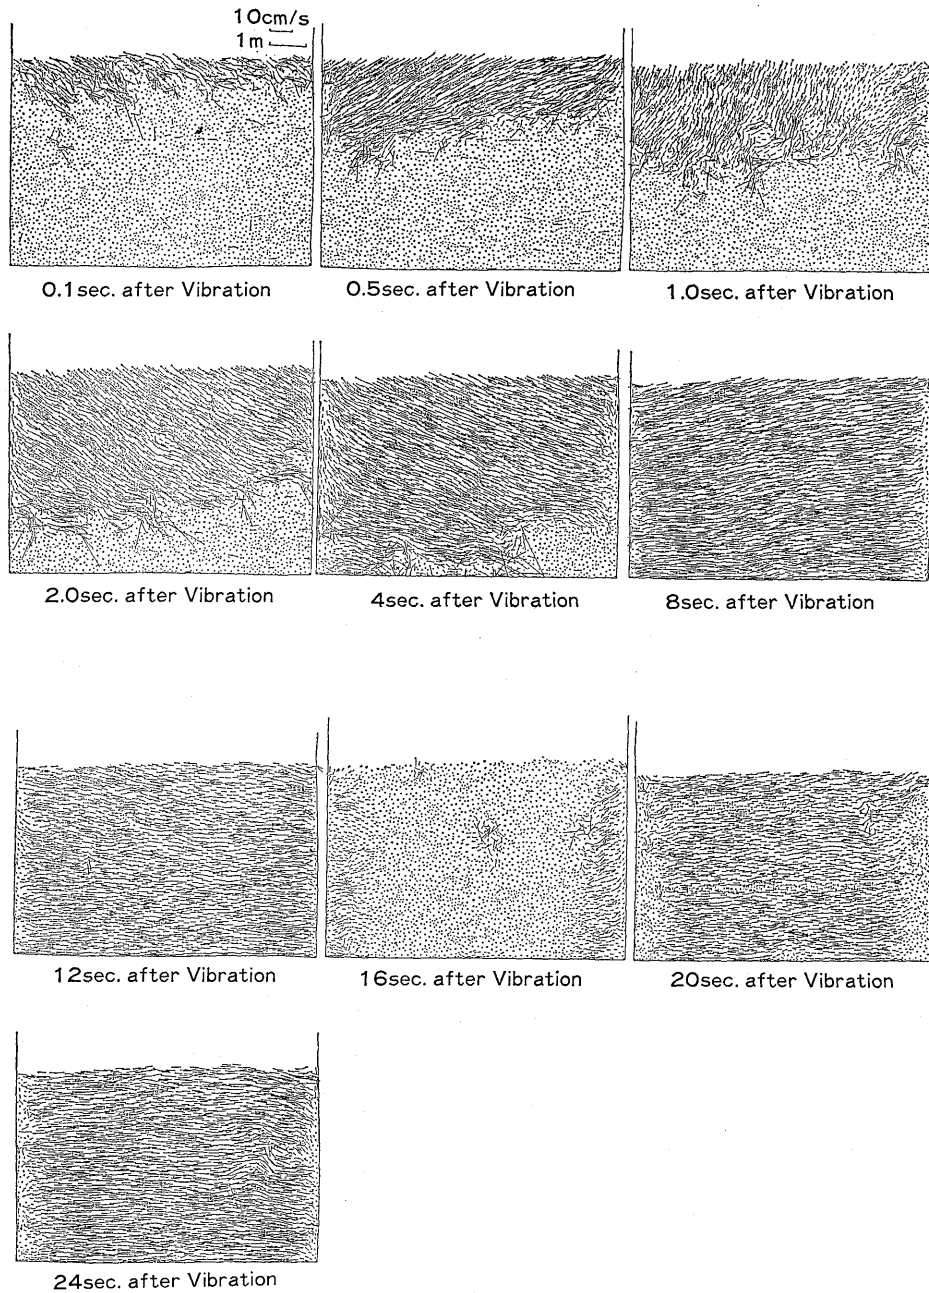 10cm/s
1m
0.1sec. after Vibration
0.5sec. after Vibration
1.0sec. after Vibration
2.0sec. after Vibration
4sec. after Vibration
8sec. after Vibration
12sec. after Vibration
16sec. after Vibration
20sec. after Vibration
24sec. after Vibration